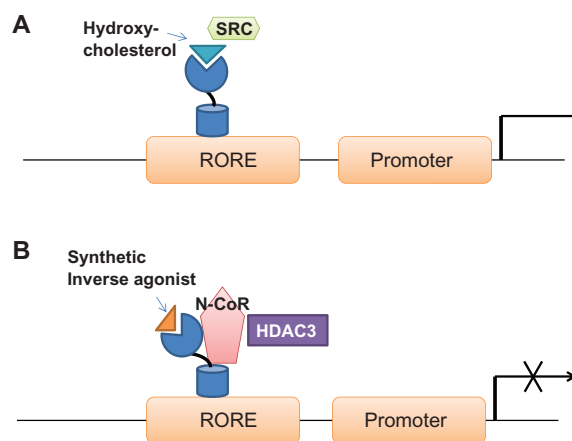 A
Hydroxy-
cholesterol
SRC
RORE
Promoter
B
Synthetic
Inverse agonist
N-CoR
HDAC3
RORE
Promoter